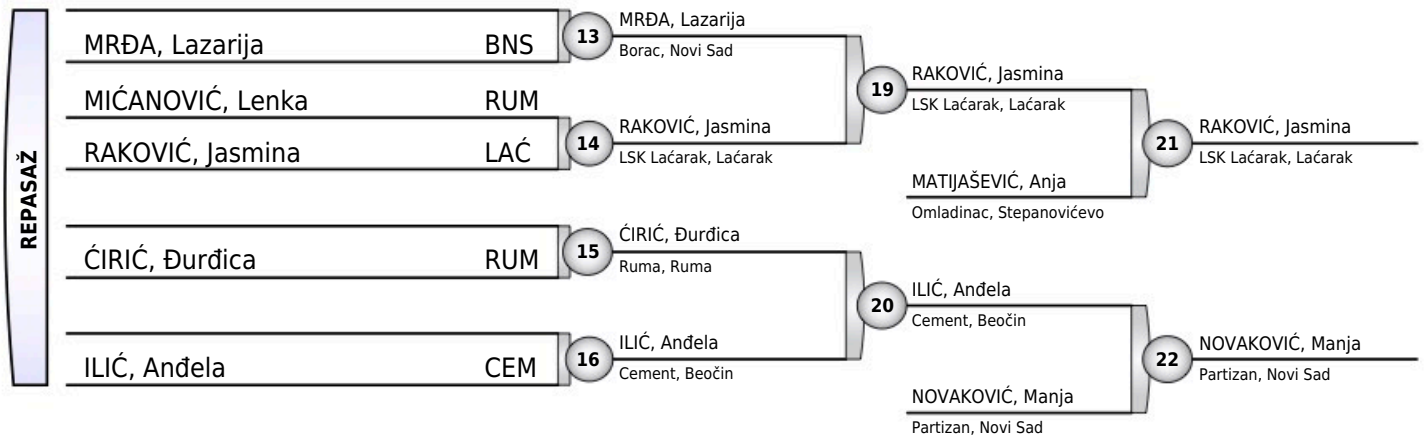 REPASAŽ
MRĐA, Lazarija BNS
MIĆANOVIĆ, Lenka RUM
RAKOVIĆ, Jasmina LAĆ
ĆIRIĆ, Đurđica RUM
ILIĆ, Anđela CEM
13
MRĐA, Lazarija
Borac, Novi Sad
14
RAKOVIĆ, Jasmina
LSK Laćarak, Laćarak
15
ĆIRIĆ, Đurđica
Ruma, Ruma
16
ILIĆ, Anđela
Cement, Beočin
19
RAKOVIĆ, Jasmina
LSK Laćarak, Laćarak
MATIJAŠEVIĆ, Anja
Omladinac, Stepanovićevo
20
ILIĆ, Anđela
Cement, Beočin
NOVAKOVIĆ, Manja
Partizan, Novi Sad
21
RAKOVIĆ, Jasmina
LSK Laćarak, Laćarak
22
NOVAKOVIĆ, Manja
Partizan, Novi Sad